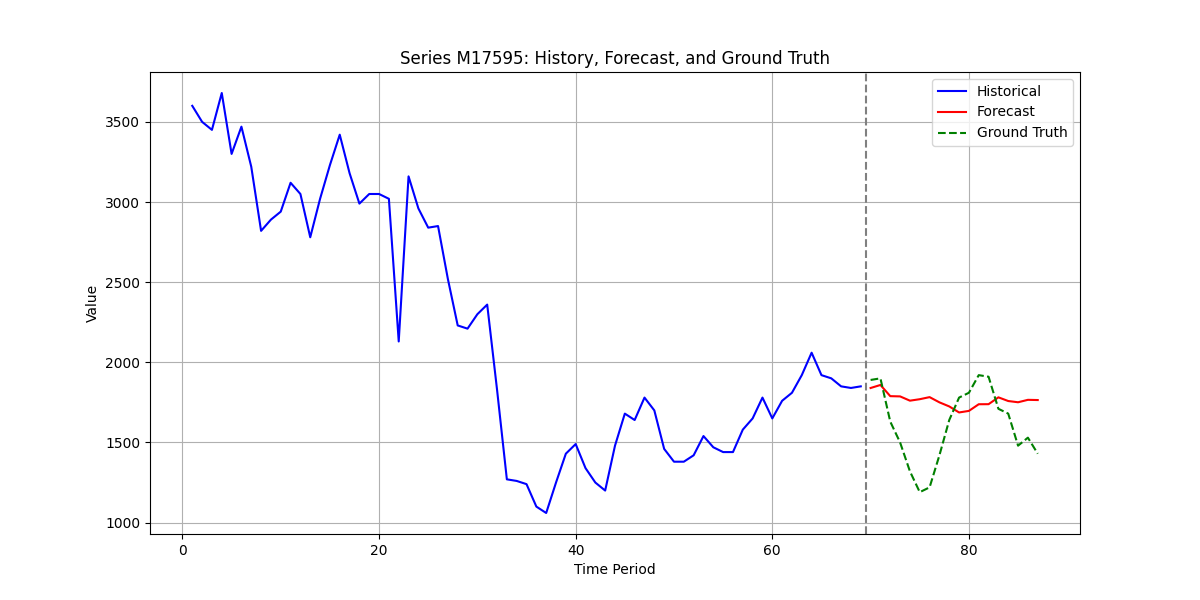 Series M17595: History, Forecast, and Ground Truth
Historical
Forecast
Ground Truth
3500
3000
2500
2000
1500
1000
Value
0 20 40 60 80
Time Period